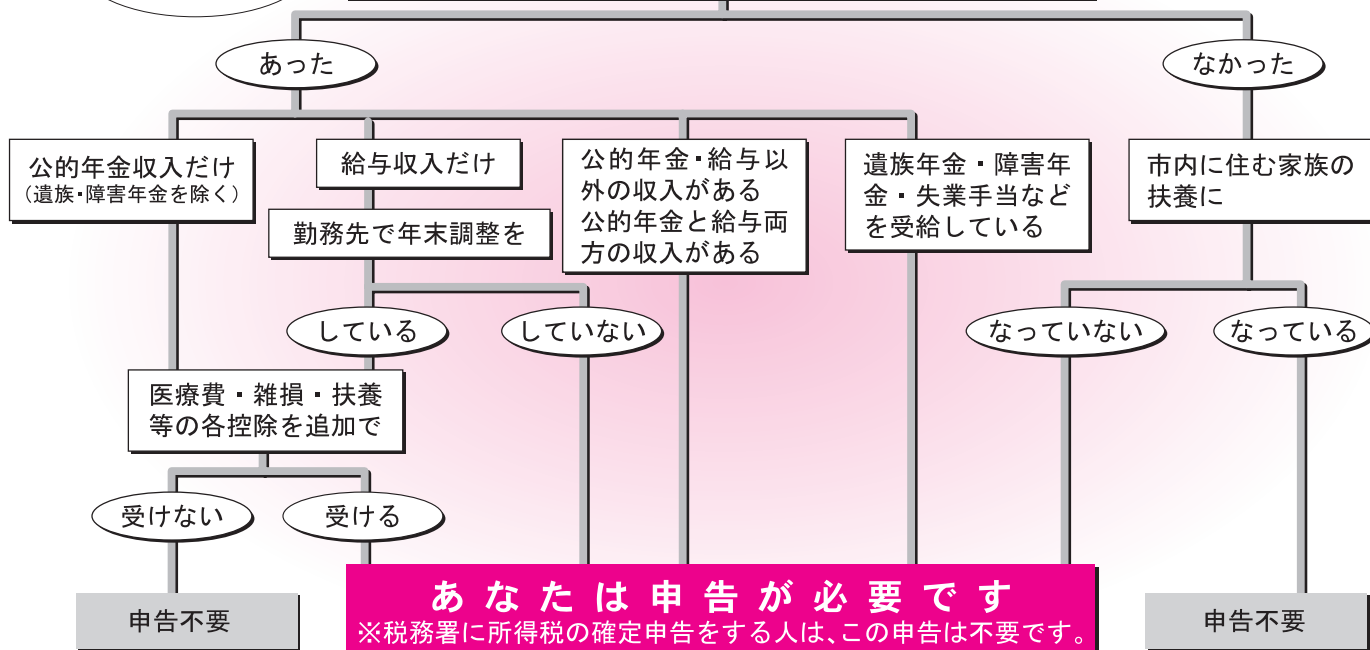 あった
なかった
公的年金収入だけ
（遺族・障害年金を除く）
給与収入だけ
勤務先で年末調整を
公的年金・給与以
外の収入がある
公的年金と給与両
方の収入がある
遺族年金・障害年
金・失業手当など
を受給している
市内に住む家族の
扶養に
している
していない
なっていない
なっている
医療費・雑損・扶養
等の各控除を追加で
受けない
受ける
申告不要
あなたは申告が必要です
※税務署に所得税の確定申告をする人は、この申告は不要です。
申告不要